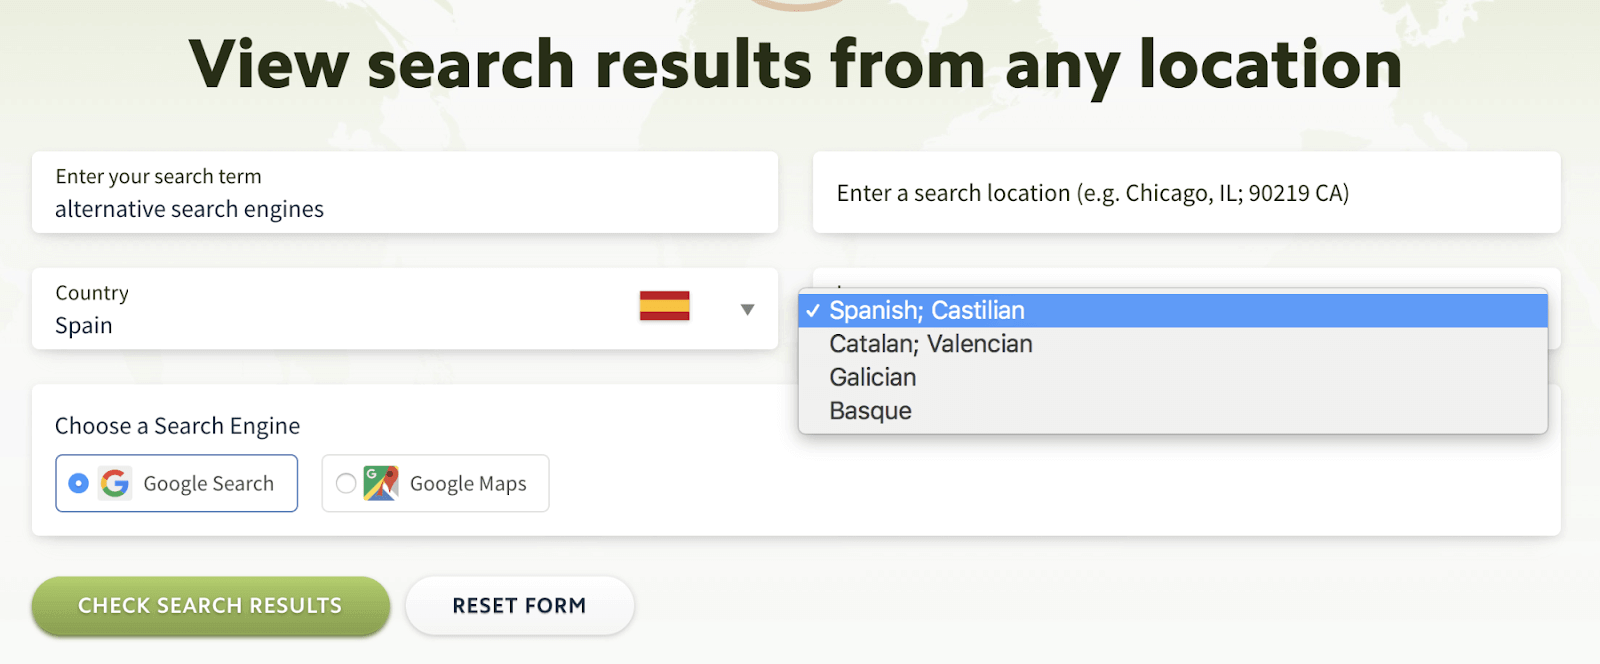 View search results from any location
Enter your search term
alternative search engines
Enter a search location (e.g. Chicago, IL; 90219 CA)
Country
Spain
✓ Spanish; Castilian
Catalan; Valencian
Galician
Basque
Choose a Search Engine
Google Search
G
Google Maps
CHECK SEARCH RESULTS
RESET FORM